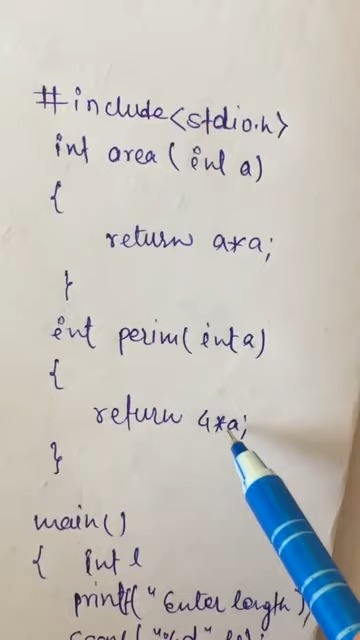 #include<stdio.h>
int area(int a)
{
return a*a;
}
int perim(int a)
{
return 4*a;
}
main()
{ int l
printf("Enter length")